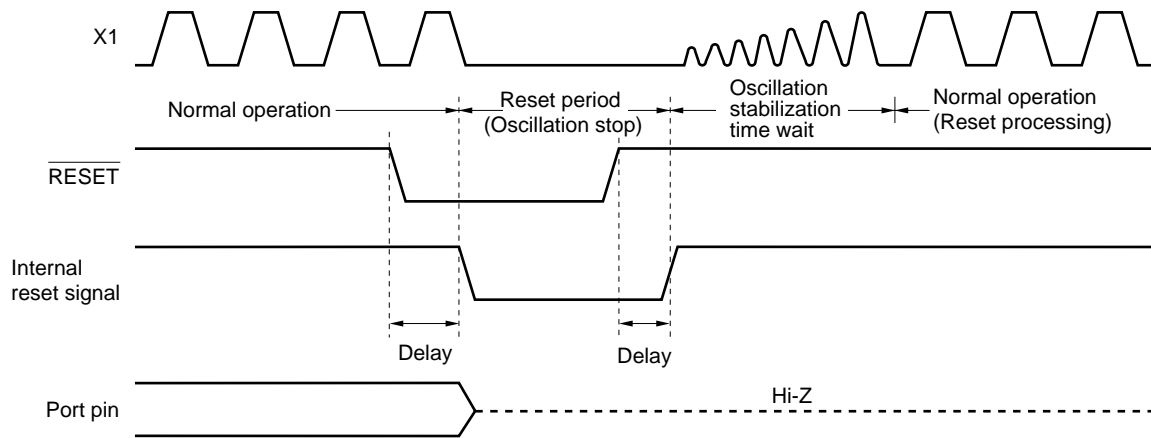 X1
Normal operation
Reset period
(Oscillation stop)
Oscillation
stabilization
time wait
Normal operation
(Reset processing)
RESET
Internal
reset signal
Delay
Delay
Port pin
Hi-Z